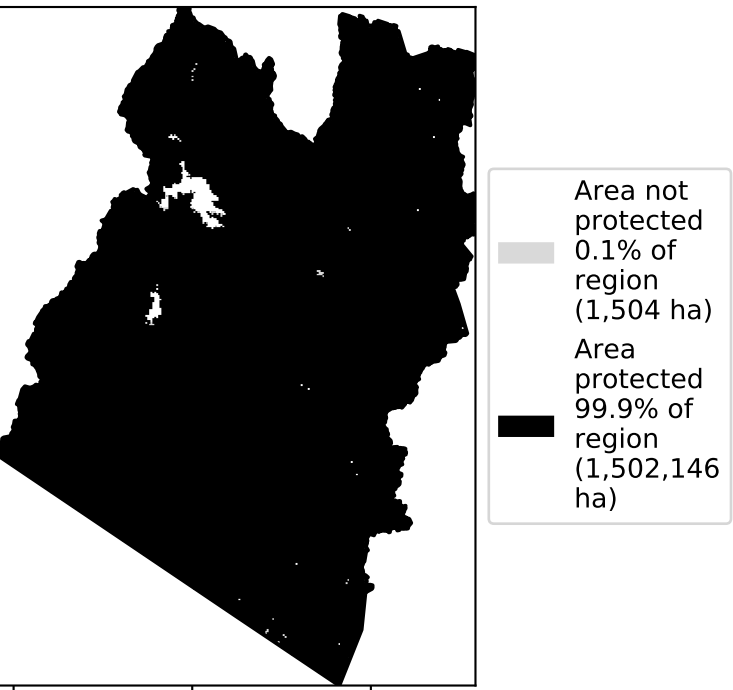 Area not
protected
0.1% of
region
(1,504 ha)
Area
protected
99.9% of
region
(1,502,146
ha)